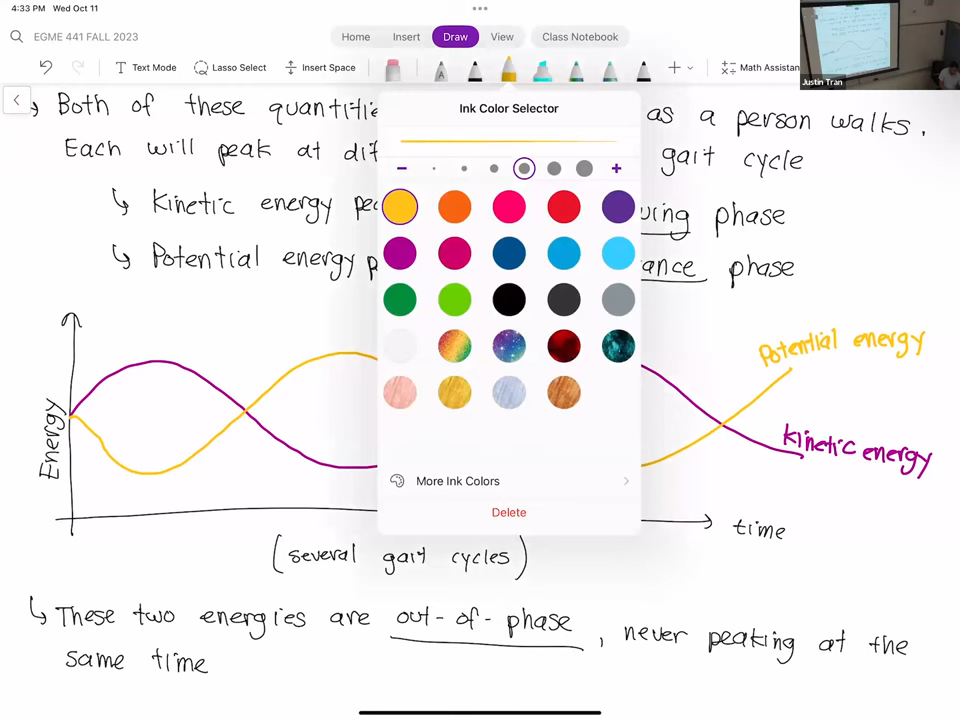 4:33 PM Wed Oct 11
EGME 441 FALL 2023
Home Insert Draw View Class Notebook
Text Mode Lasso Select Insert Space Math Assistan
Justin Tran
Ink Color Selector
More Ink Colors
Delete
↳ Both of these quantitie as a person walks.
Each will peak at dif gait cycle
↳ Kinetic energy pea wing phase
↳ Potential energy p ance phase
Energy
Potential energy
Kinetic energy
time
(several gait cycles)
↳ These two energies are out-of-phase, never peaking at the
same time